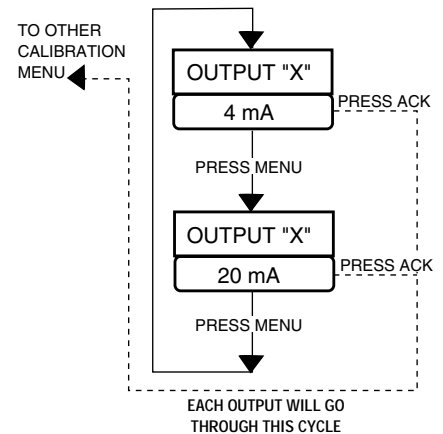 TO OTHER
CALIBRATION
MENU
OUTPUT "X"
4 mA
PRESS ACK
PRESS MENU
OUTPUT "X"
20 mA
PRESS ACK
PRESS MENU
EACH OUTPUT WILL GO
THROUGH THIS CYCLE